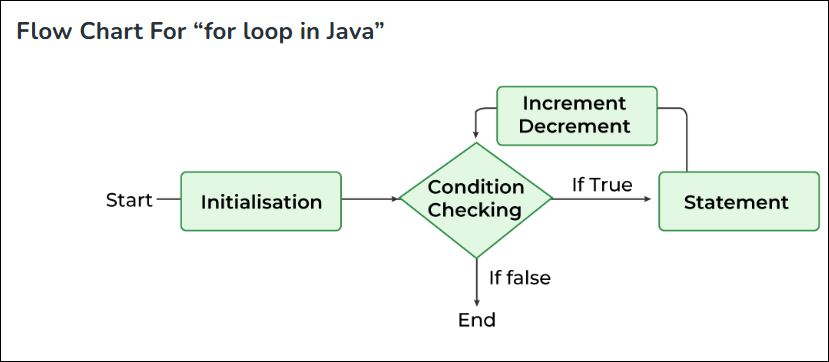 Flow Chart For “for loop in Java”
Increment
Decrement
Start
Initialisation
Condition
Checking
If True
Statement
If false
End